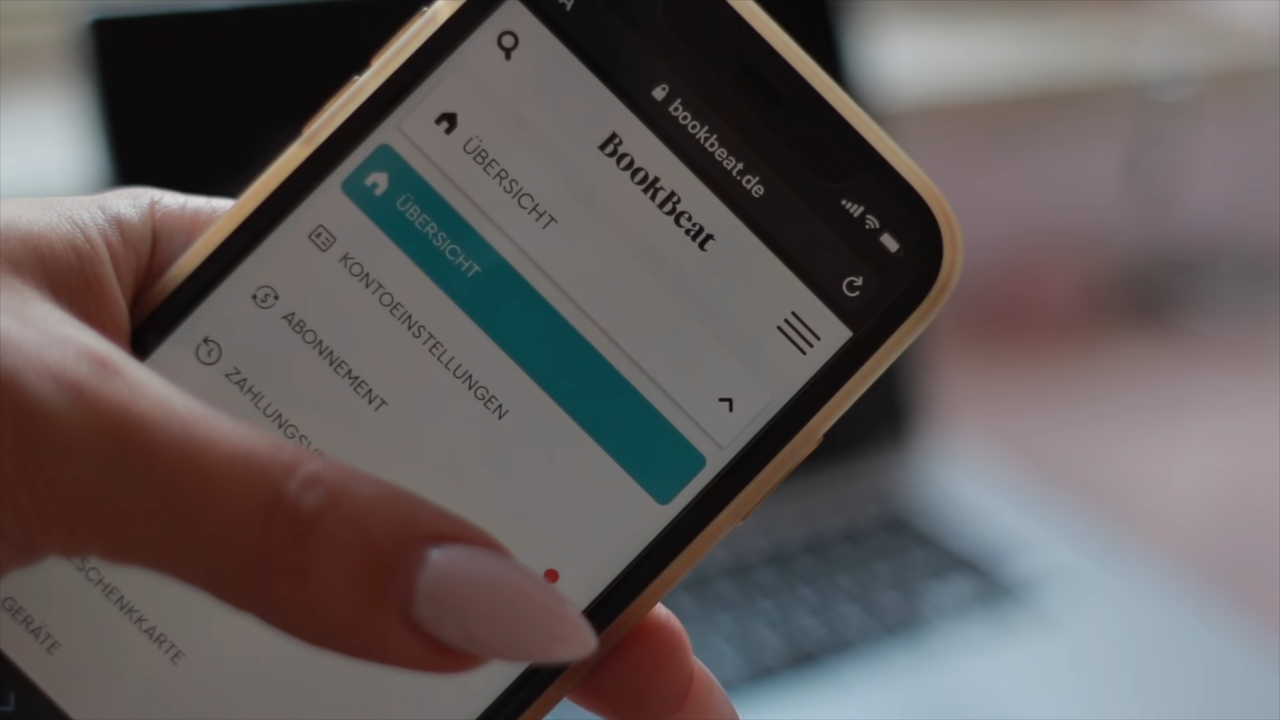 bookbeat.de
BookBeat
ÜBERSICHT
ÜBERSICHT
KONTOEINSTELLUNGEN
ABONNEMENT
GERÄTE